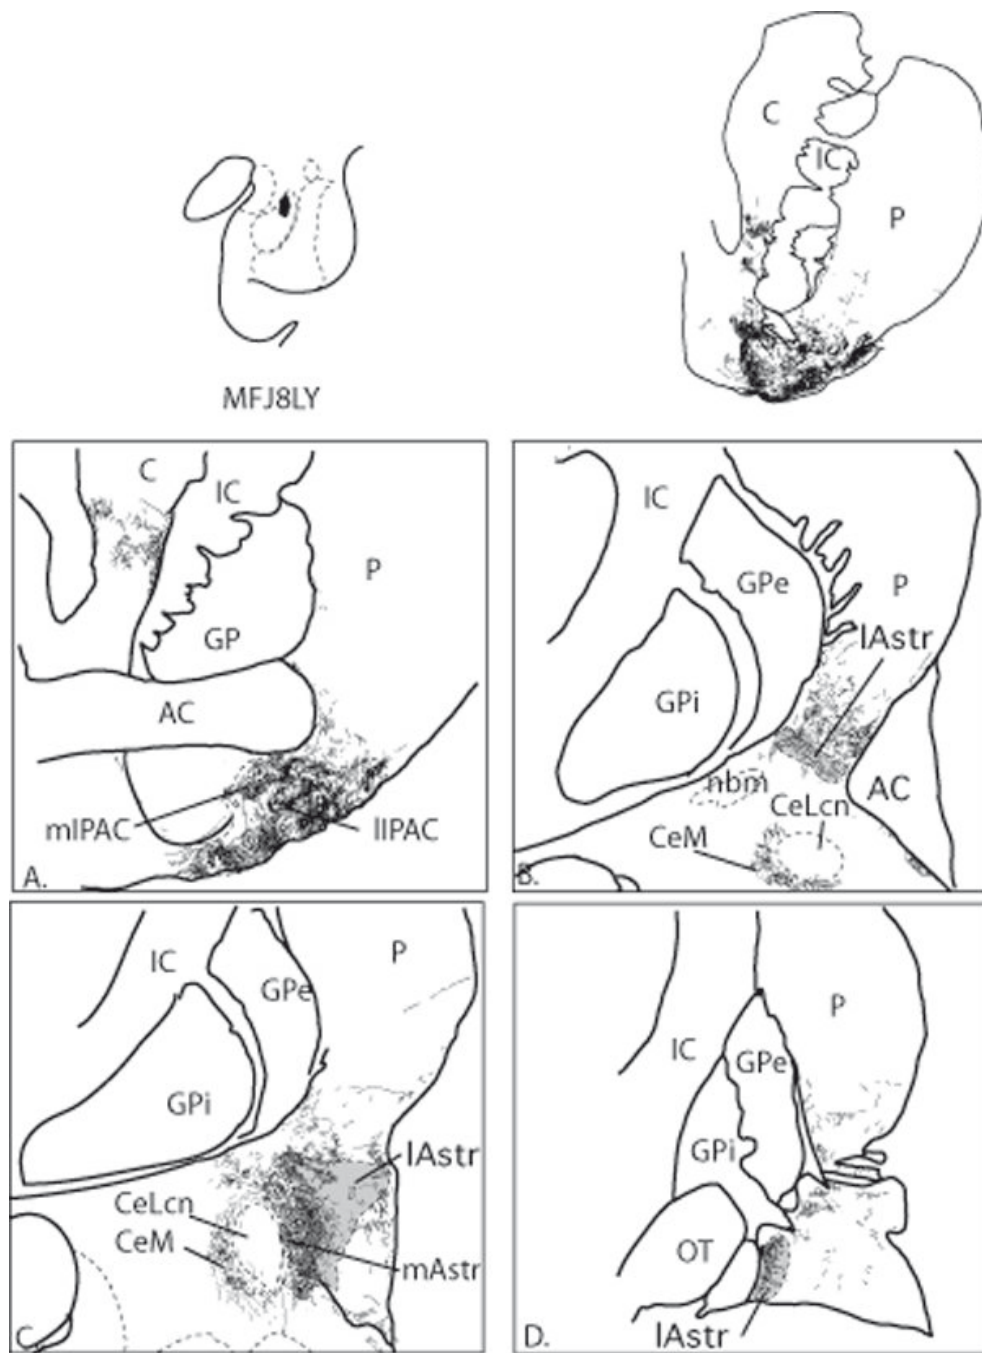 C
IC
P
MFJ8LY
C
IC
P
GP
AC
mIPAC
lIPAC
A.
IC
GPe
P
lAstr
GPi
nbm
AC
CeLcn
CeM
B.
IC
P
GPe
GPi
lAstr
CeLcn
CeM
mAstr
C.
P
IC
GPe
GPi
OT
lAstr
D.